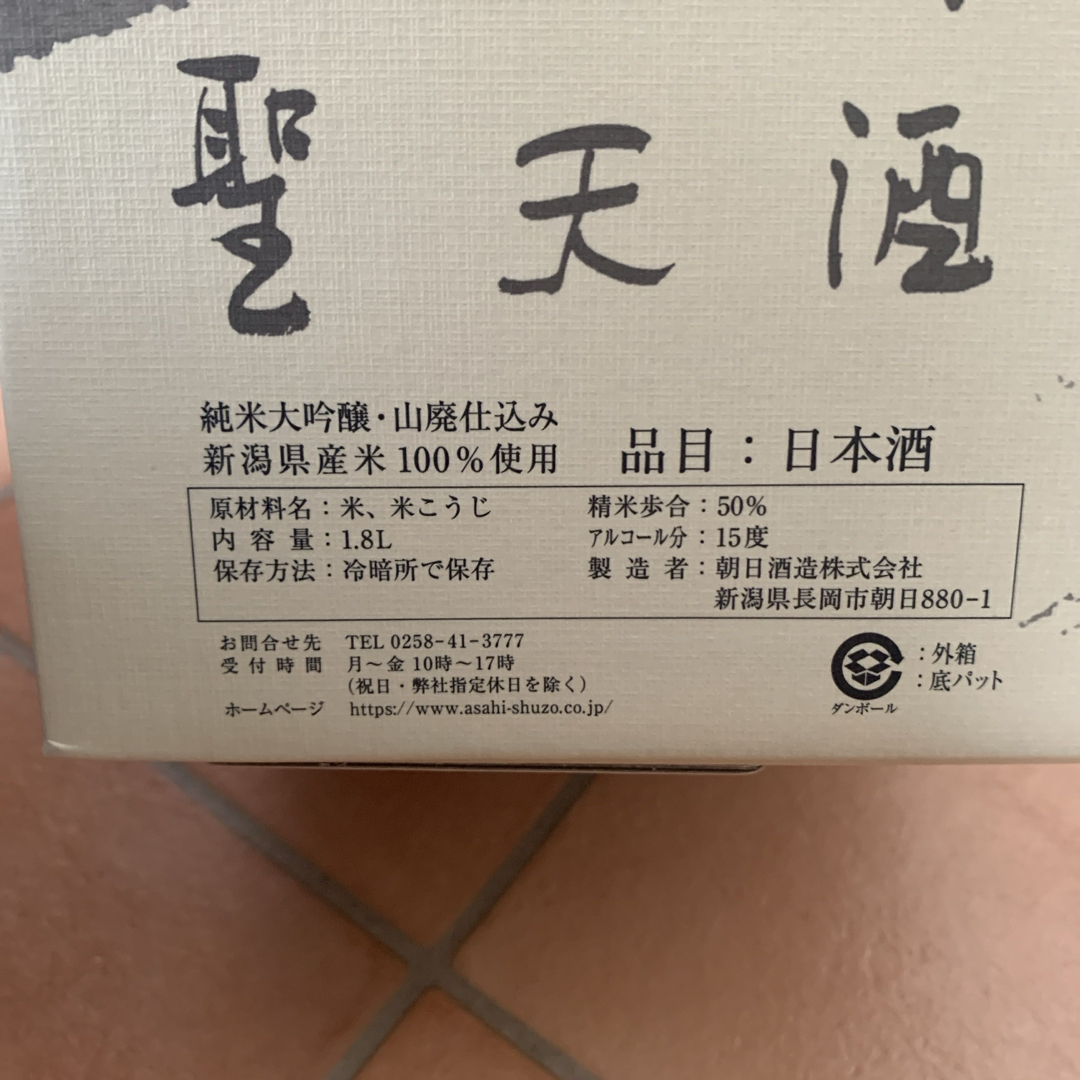 聖天酒
純米大吟醸・山廃仕込み
新潟県産米100%使用
品目：日本酒
原材料名：米、米こうじ
内容量：1.8L
保存方法：冷暗所で保存
精米歩合：50%
アルコール分：15度
製造者：朝日酒造株式会社
新潟県長岡市朝日880-1
お問合せ先 TEL 0258-41-3777
受付時間 月～金 10時～17時
（祝日・弊社指定休日を除く）
ホームページ https://www.asahi-shuzo.co.jp/
：外箱
：底パット
ダンボール